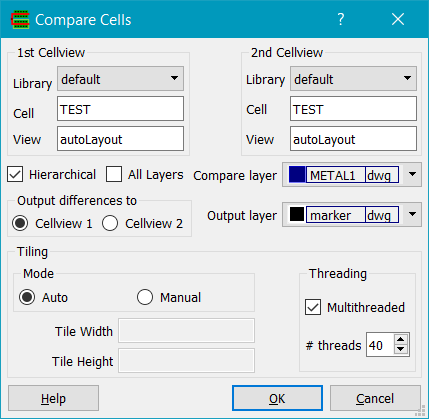 Compare Cells
1st Cellview
2nd Cellview
Library default
Library default
Cell TEST
Cell TEST
View autoLayout
View autoLayout
Hierarchical All Layers Compare layer METAL1 dwg
Output differences to
Cellview 1 Cellview 2
Output layer marker dwg
Tiling
Mode
Auto Manual
Tile Width
Tile Height
Threading
Multithreaded
# threads 40
Help OK Cancel